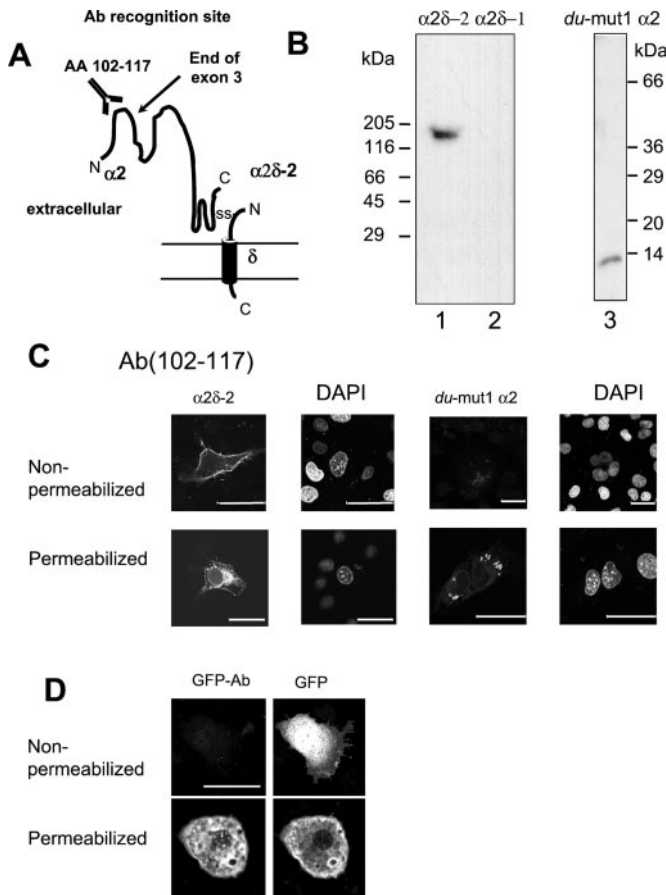 Ab recognition site
A
AA 102-117
End of
exon 3
N
α2
C
α2δ-2
ss
N
extracellular
δ
C
B
α2δ–2 α2δ–1
du-mut1 α2
kDa
kDa
205
116
66
45
29
66
36
29
20
14
1
2
3
C
Ab(102-117)
α2δ-2
DAPI
du-mut1 α2
DAPI
Non-
permeabilized
Permeabilized
D
GFP-Ab
GFP
Non-
permeabilized
Permeabilized